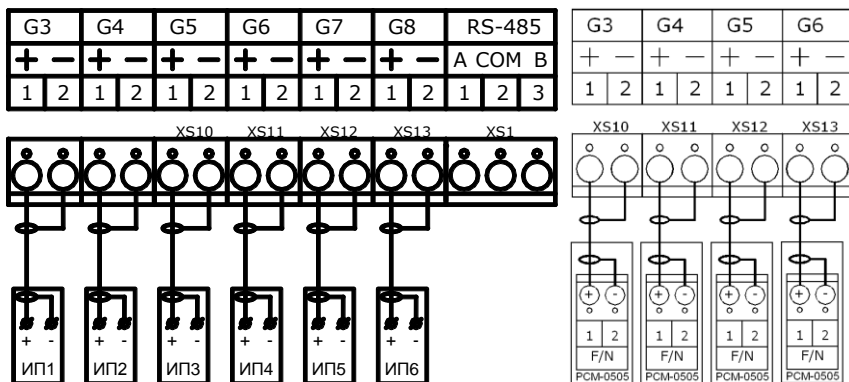 G3 G4 G5 G6 G7 G8 RS-485
+ − + − + − + − + − + − A COM B
1 2 1 2 1 2 1 2 1 2 1 2 1 2 3
XS10 XS11 XS12 XS13 XS1
+ - + - + - + - + - + -
ИП1 ИП2 ИП3 ИП4 ИП5 ИП6
G3 G4 G5 G6
+ − + − + − + −
1 2 1 2 1 2 1 2
XS10 XS11 XS12 XS13
+ - + - + - + -
1 2 1 2 1 2 1 2
F/N F/N F/N F/N
PCM-0505 PCM-0505 PCM-0505 PCM-0505